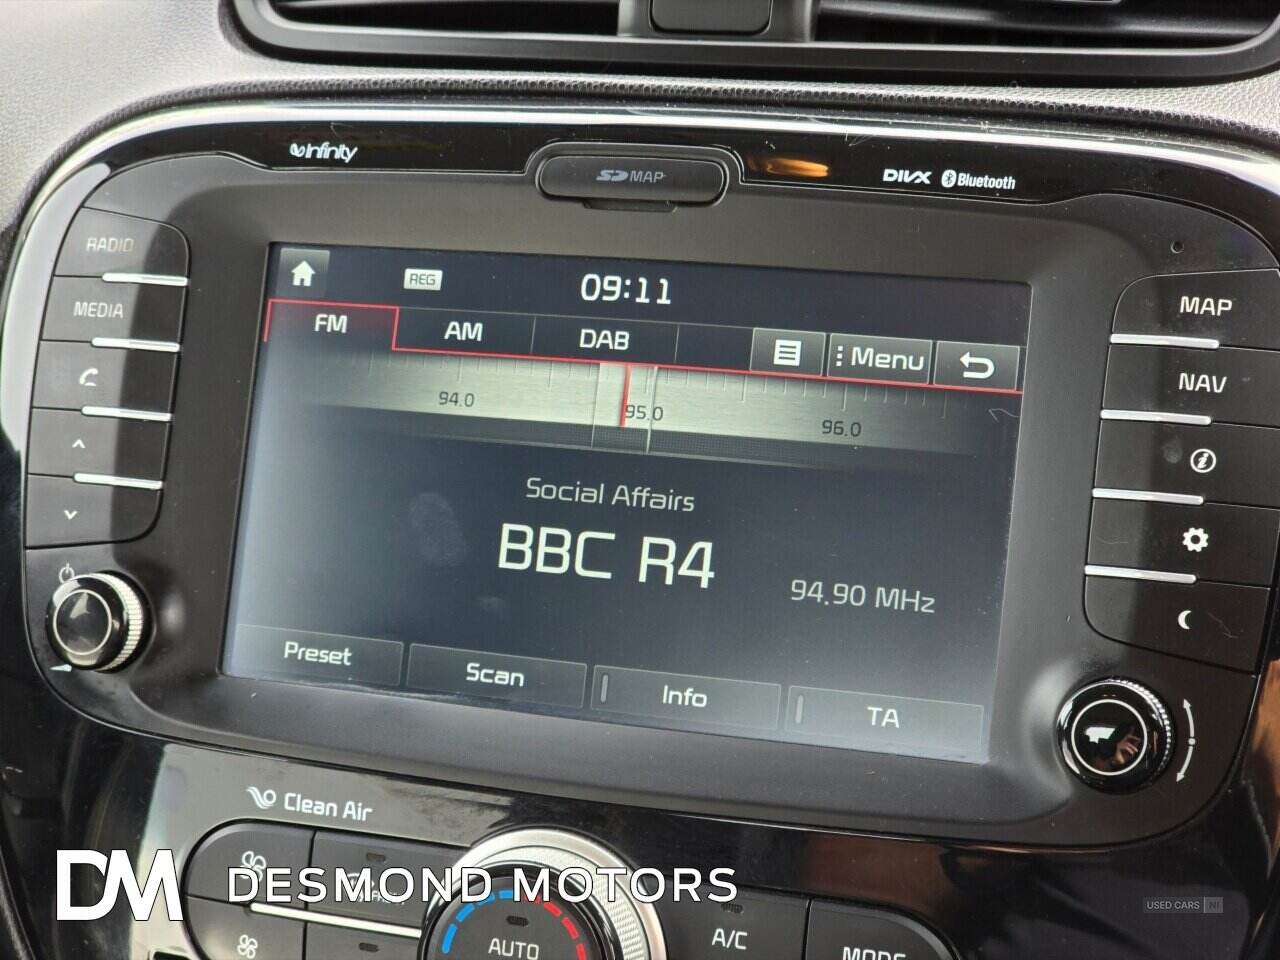 infinity
SD MAP
DIVX Bluetooth
RADIO
MEDIA
MAP
NAV
REG
09:11
FM
AM
DAB
Menu
94.0
95.0
96.0
Social Affairs
BBC R4
94.90 MHz
Preset
Scan
Info
TA
Clean Air
AUTO
A/C
MODE
DM DESMOND MOTORS
USED CARS NI